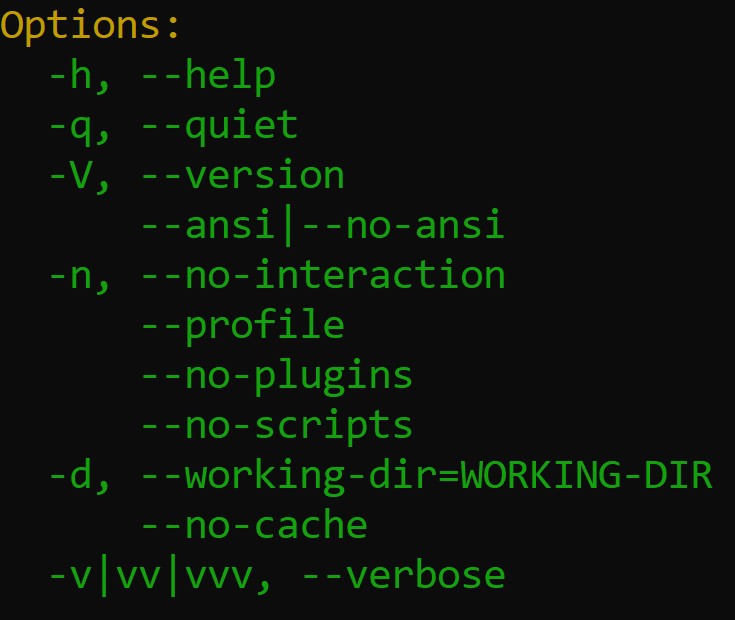 Options:
-h, --help
-q, --quiet
-V, --version
--ansi|--no-ansi
-n, --no-interaction
--profile
--no-plugins
--no-scripts
-d, --working-dir=WORKING-DIR
--no-cache
-v|vv|vvv, --verbose